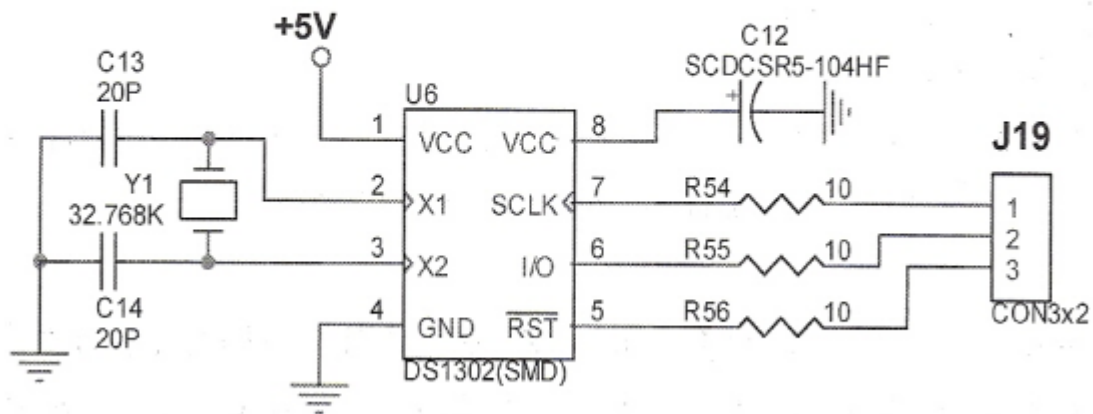 +5V
C13
20P
C12
SCDCSR5-104HF
U6
1
VCC
VCC
8
J19
Y1
32.768K
2
X1
SCLK
7
R54
10
1
3
X2
I/O
6
R55
10
2
C14
20P
4
GND
RST
5
R56
10
3
CON3x2
DS1302(SMD)
+